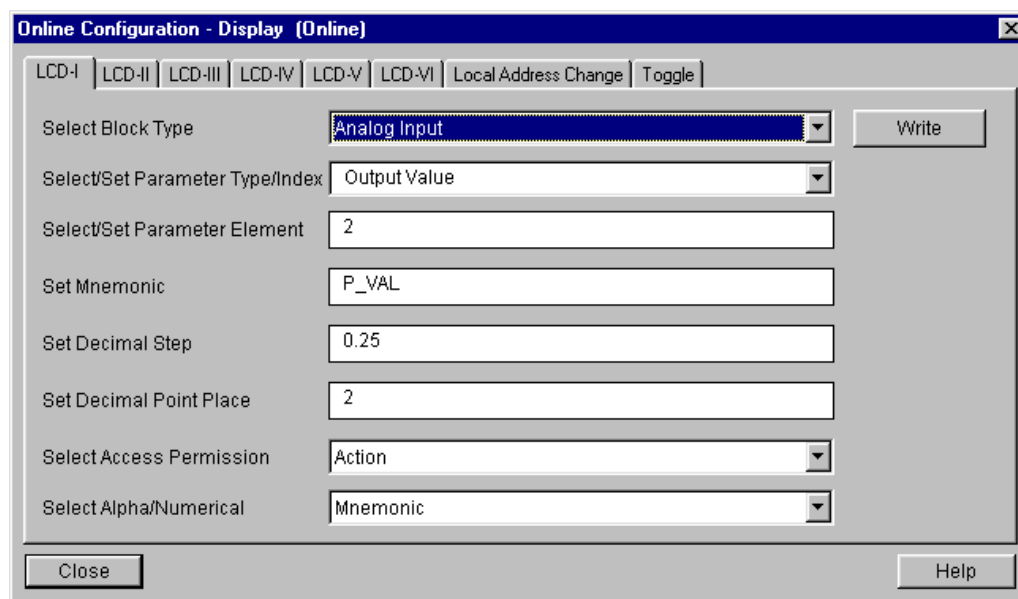 Online Configuration - Display (Online)
LCD-I LCD-II LCD-III LCD-IV LCD-V LCD-VI Local Address Change Toggle
Select Block Type Analog Input Write
Select/Set Parameter Type/Index Output Value
Select/Set Parameter Element 2
Set Mnemonic P_VAL
Set Decimal Step 0.25
Set Decimal Point Place 2
Select Access Permission Action
Select Alpha/Numerical Mnemonic
Close Help